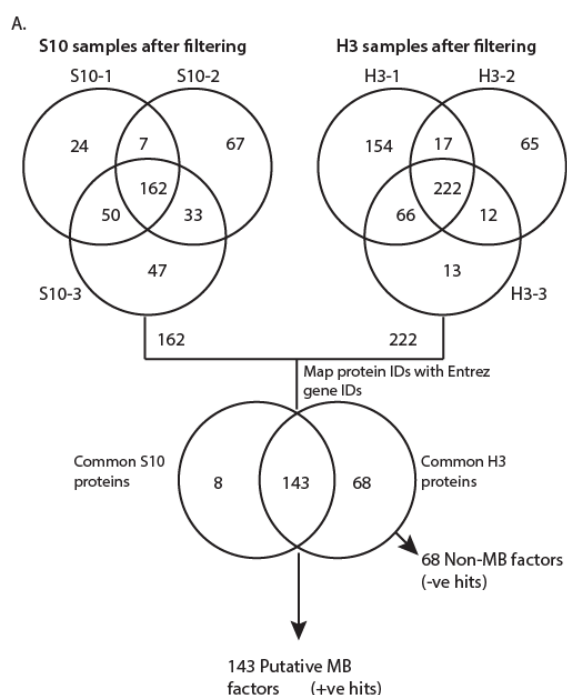 A.
S10 samples after filtering
H3 samples after filtering
S10-1
S10-2
H3-1
H3-2
24
7
67
154
17
65
162
222
50
33
66
12
47
13
S10-3
H3-3
162
222
Map protein IDs with Entrez
gene IDs
Common S10
proteins
8
143
68
Common H3
proteins
68 Non-MB factors
(-ve hits)
143 Putative MB
factors (+ve hits)